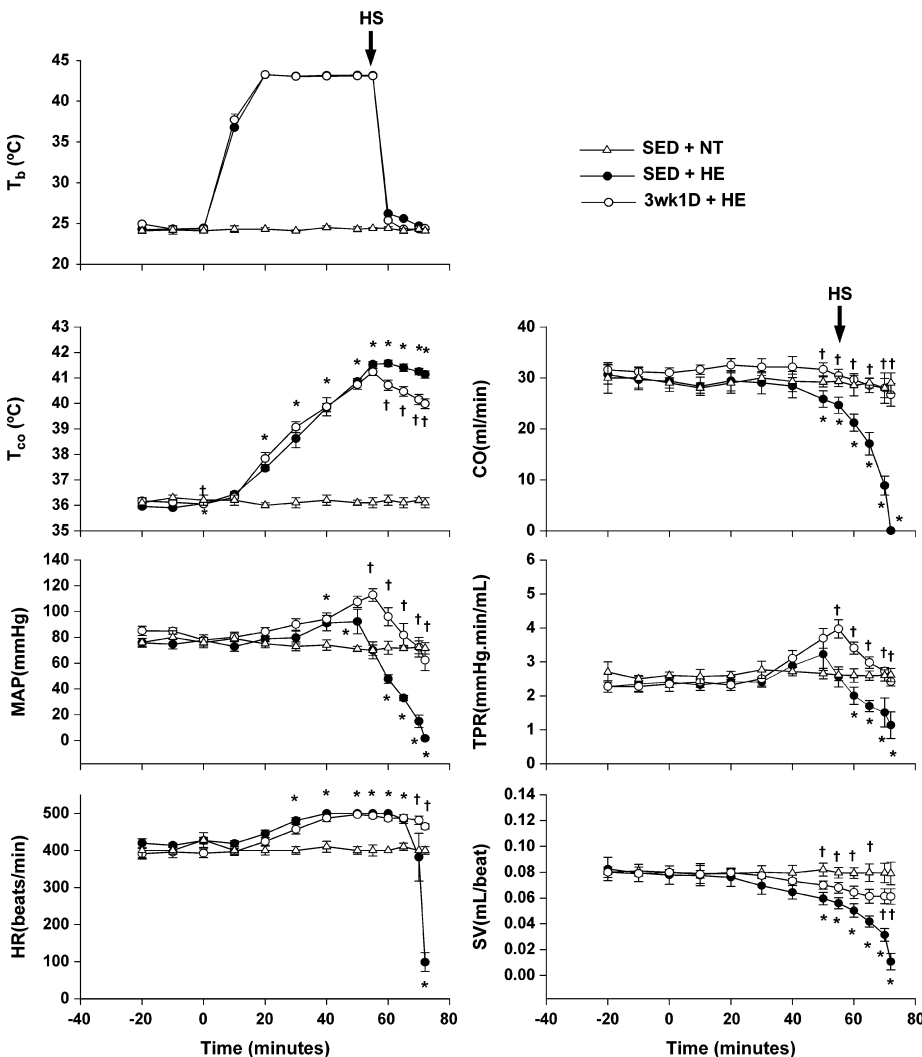 HS
45
40
35
30
25
20
T_b (ºC)
SED + NT
SED + HE
3wk1D + HE
43
42
41
40
39
38
37
36
35
T_co (ºC)
* * * * * * * * **
† † ††
†
*
HS
40
30
20
10
0
CO(ml/min)
† † † † ††
* * * * * *
140
120
100
80
60
40
20
0
MAP(mmHg)
* † † † ††
* * * * *
6
4
2
0
TPR(mmHg.min/mL)
† † † ††
* * * *
500
400
300
200
100
0
HR(beats/min)
* * * * * * † †
*
-40 -20 0 20 40 60 80
Time (minutes)
0.14
0.12
0.10
0.08
0.06
0.04
0.02
0.00
SV(mL/beat)
† † † †
††
* * * * * *
-40 -20 0 20 40 60 80
Time (minutes)